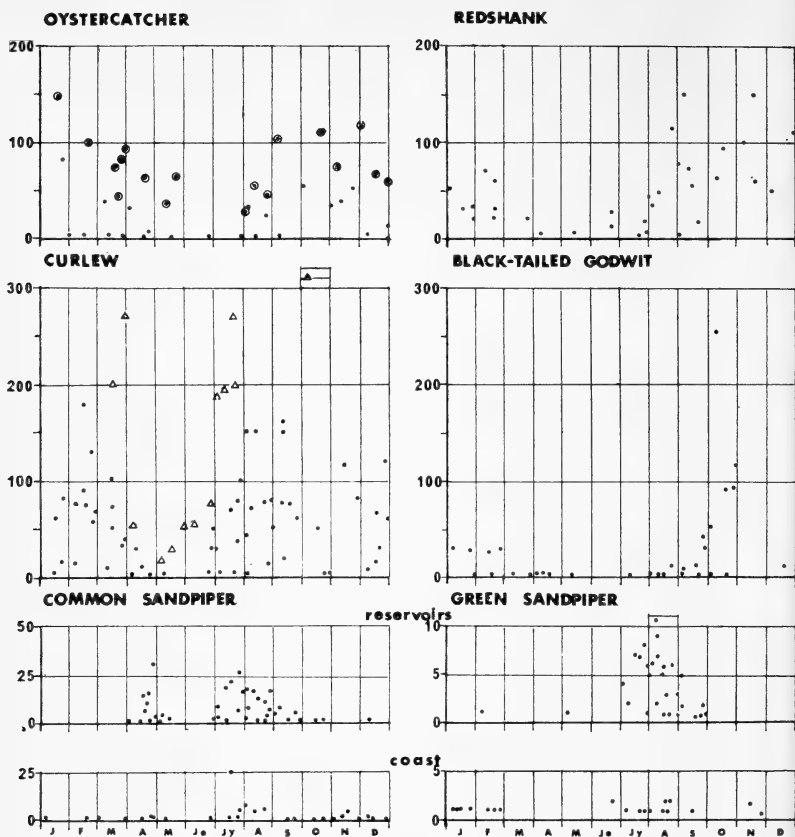 OYSTERCATCHER REDSHANK
200 200
100 100
0 0
CURLEW BLACK-TAILED GODWIT
300 300
200 200
100 100
0 0
COMMON SANDPIPER reservoirs GREEN SANDPIPER
50 10
25 5
0 0
coast
25 5
0 0
J F M A M Je Jy A S O N D J F M A M Je Jy A S O N D